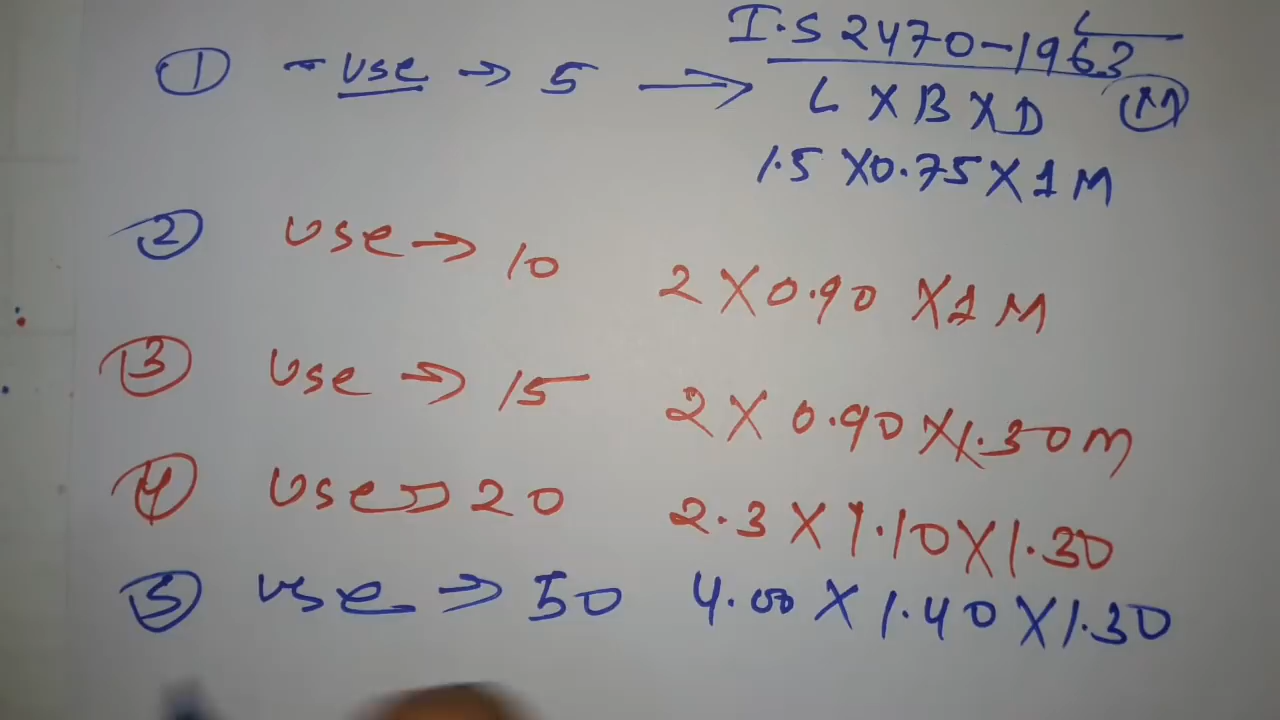 I.S 2470-1963
① - use → 5 → L X B X D (M)
1.5 X 0.75 X 1 M
② use → 10 2 X 0.90 X 1 M
③ use → 15 2 X 0.90 X 1.30 M
④ use → 20 2.3 X 1.10 X 1.30
⑤ use → 50 4.00 X 1.40 X 1.30